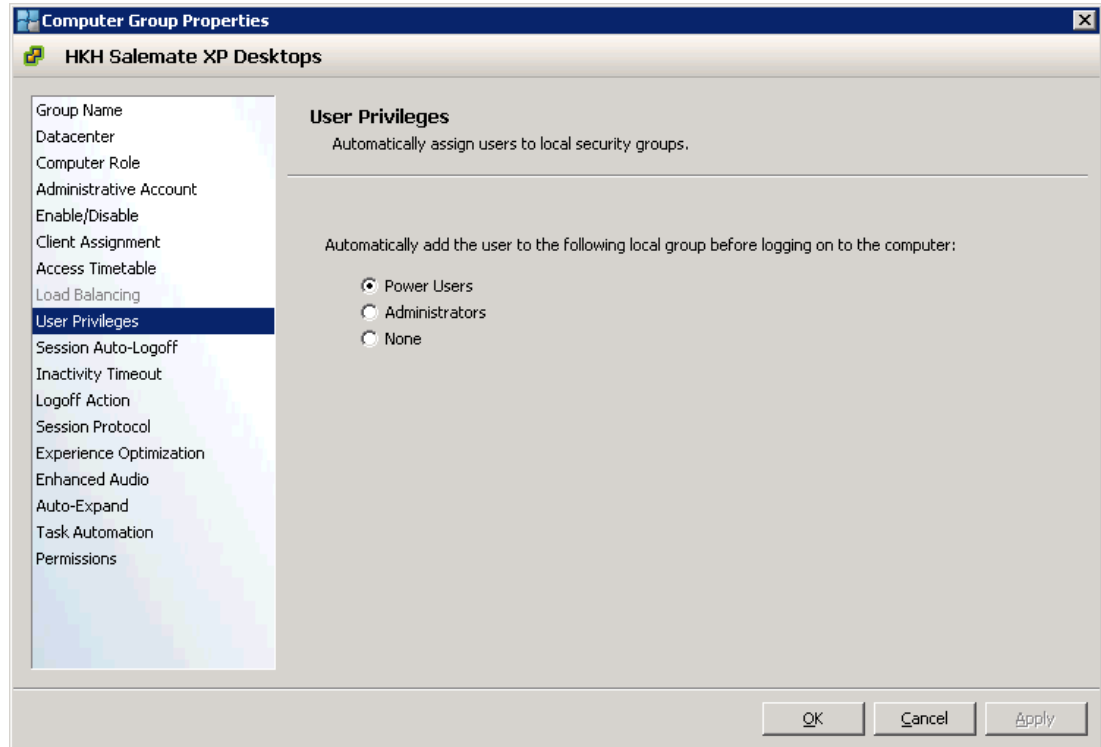 Computer Group Properties
HKH Salemate XP Desktops
Group Name
Datacenter
Computer Role
Administrative Account
Enable/Disable
Client Assignment
Access Timetable
Load Balancing
User Privileges
Session Auto-Logoff
Inactivity Timeout
Logoff Action
Session Protocol
Experience Optimization
Enhanced Audio
Auto-Expand
Task Automation
Permissions
User Privileges
Automatically assign users to local security groups.
Automatically add the user to the following local group before logging on to the computer:
Power Users
Administrators
None
OK Cancel Apply